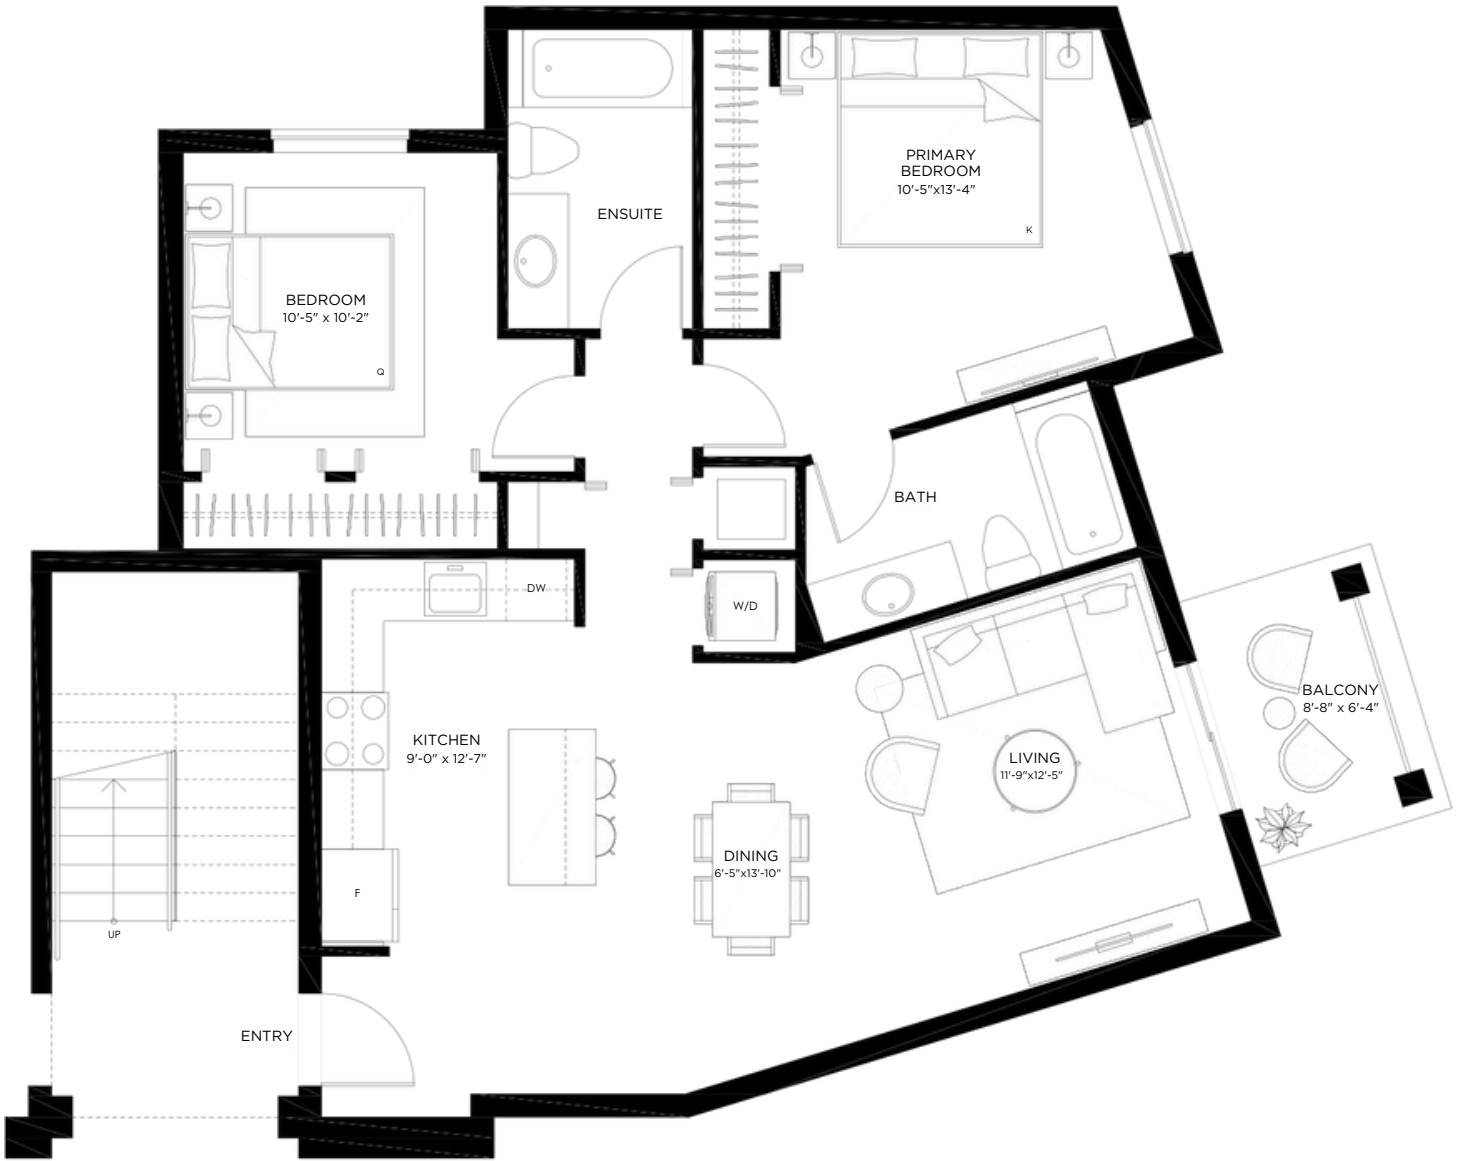 PRIMARY
BEDROOM
10'-5"x13'-4"
K
ENSUITE
BEDROOM
10'-5" x 10'-2"
Q
BATH
DW
W/D
BALCONY
8'-8" x 6'-4"
KITCHEN
9'-0" x 12'-7"
LIVING
11'-9"x12'-5"
DINING
6'-5"x13'-10"
F
UP
ENTRY